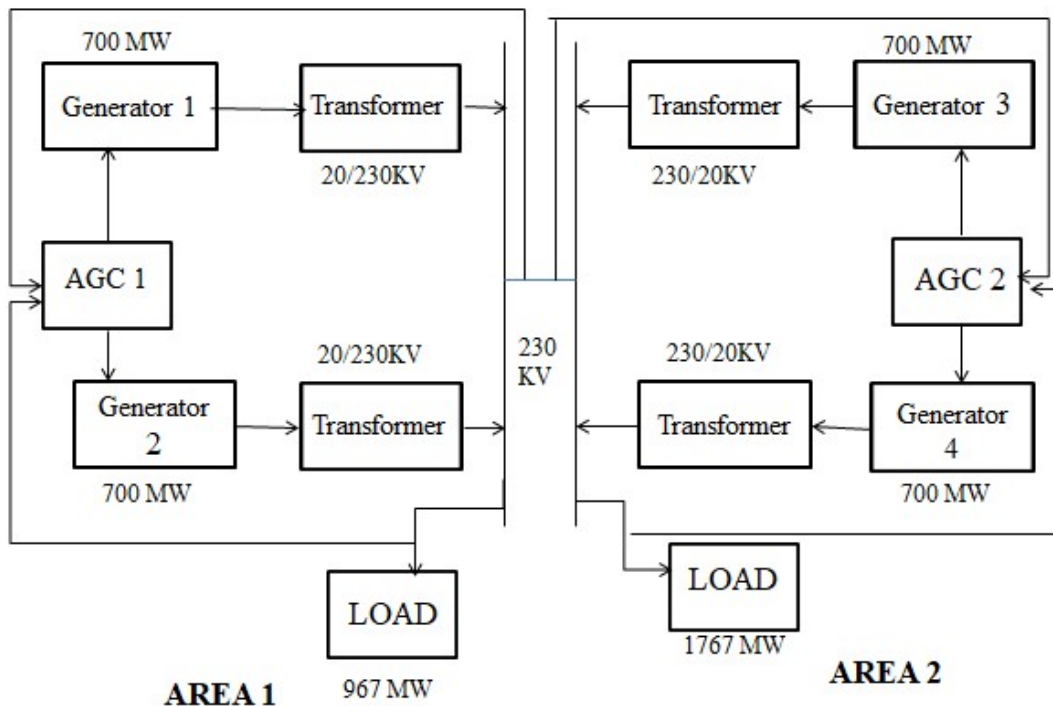 700 MW
Generator 1
Transformer
20/230KV
AGC 1
20/230KV
Generator
2
Transformer
700 MW
LOAD
967 MW
AREA 1
230
KV
700 MW
Transformer
Generator 3
230/20KV
AGC 2
230/20KV
Transformer
Generator
4
700 MW
LOAD
1767 MW
AREA 2